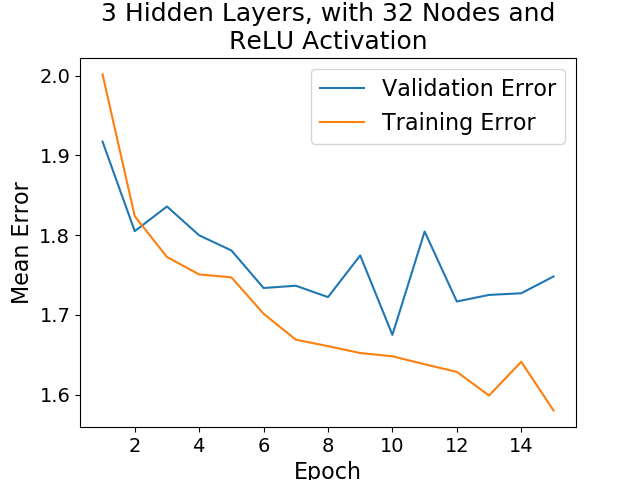 3 Hidden Layers, with 32 Nodes and
ReLU Activation
Validation Error
Training Error
Mean Error
2.0
1.9
1.8
1.7
1.6
2 4 6 8 10 12 14
Epoch